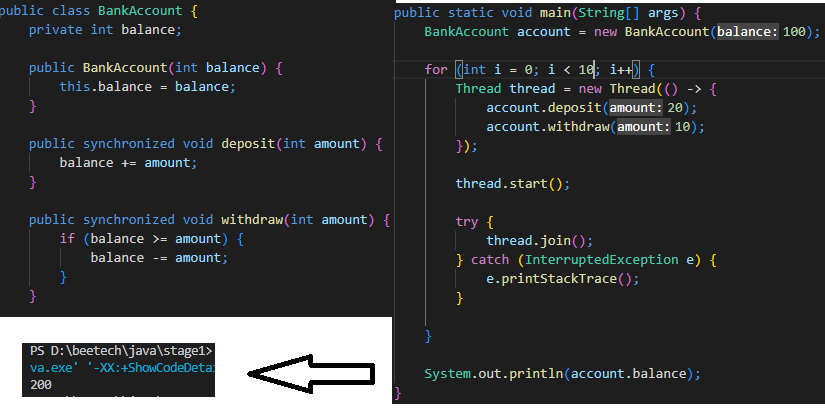 public class BankAccount {
private int balance;
public BankAccount(int balance) {
this.balance = balance;
}
public synchronized void deposit(int amount) {
balance += amount;
}
public synchronized void withdraw(int amount) {
if (balance >= amount) {
balance -= amount;
}
}
PS D:\beetech\java\stage1>
va.exe' '-XX:+ShowCodeDetai
200
public static void main(String[] args) {
BankAccount account = new BankAccount(balance: 100);
for (int i = 0; i < 10; i++) {
Thread thread = new Thread(() -> {
account.deposit(amount: 20);
account.withdraw(amount: 10);
});
thread.start();
try {
thread.join();
} catch (InterruptedException e) {
e.printStackTrace();
}
}
System.out.println(account.balance);
}